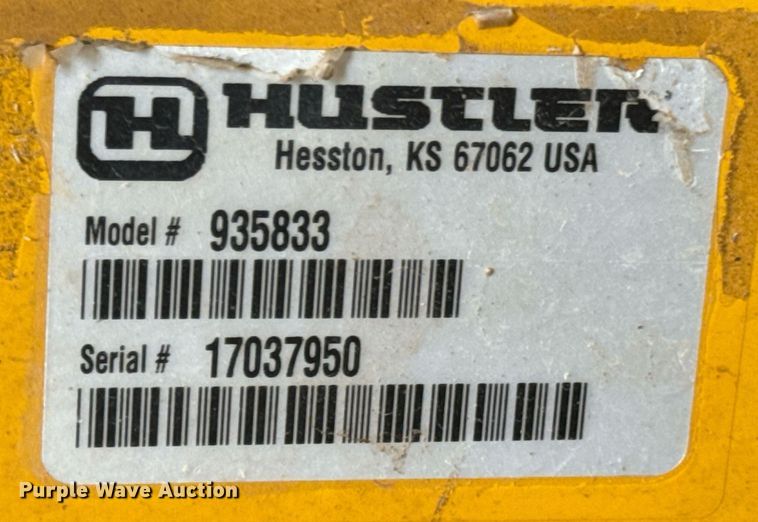 H HUSTLER
Hesston, KS 67062 USA
Model # 935833
Serial # 17037950
Purple Wave Auction